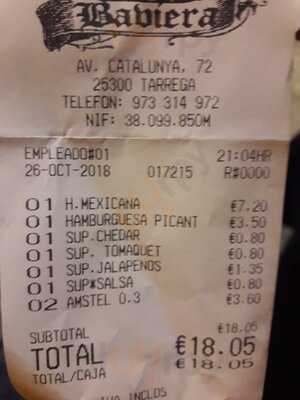 Baviera
AV. CATALUNYA, 72
25300 TARREGA
TELEFON: 973 314 972
NIF: 38.099.850M
EMPLEADO#01 21:04HR
26-OCT-2018 017215 R#0000
01 H.MEXICANA €7.20
01 HAMBURGUESA PICANT €3.50
01 SUP.CHEDAR €0.80
01 SUP. TOMAQUET €0.80
01 SUP.JALAPENOS €1.35
01 SUP*SALSA €0.80
02 AMSTEL 0.3 €3.60
SUBTOTAL €18.05
TOTAL €18.05
TOTAL/CAJA €18.05
INCLOS